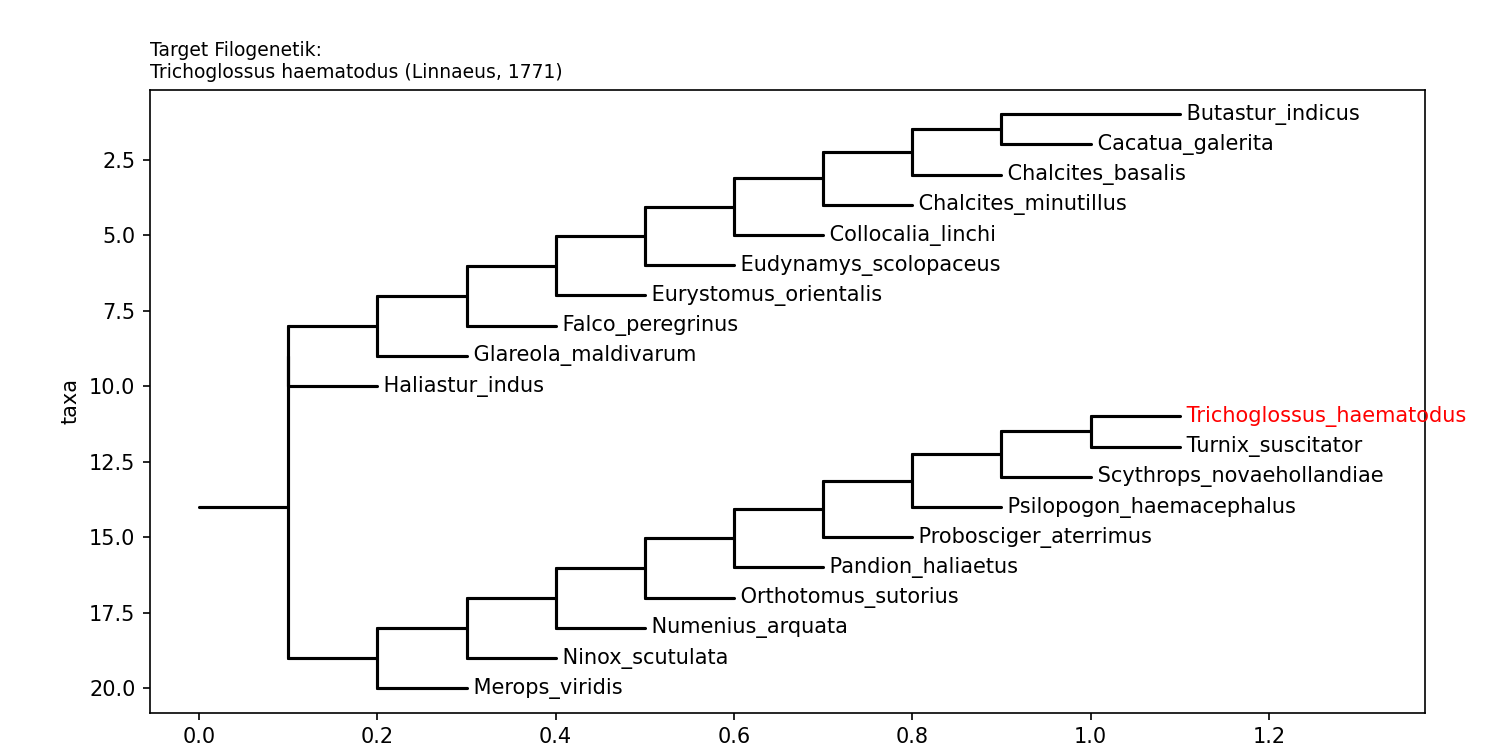 Target Filogenetik:
Trichoglossus haematodus (Linnaeus, 1771)
Butastur_indicus
Cacatua_galerita
2.5
Chalcites_basalis
Chalcites_minutillus
5.0
Collocalia_linchi
Eudynamys_scolopaceus
Eurystomus_orientalis
7.5
Falco_peregrinus
Glareola_maldivarum
10.0
Haliastur_indus
taxa
Trichoglossus_haematodus
Turnix_suscitator
12.5
Scythrops_novaehollandiae
Psilopogon_haemacephalus
15.0
Probosciger_aterrimus
Pandion_haliaetus
Orthotomus_sutorius
17.5
Numenius_arquata
Ninox_scutulata
20.0
Merops_viridis
0.0 0.2 0.4 0.6 0.8 1.0 1.2